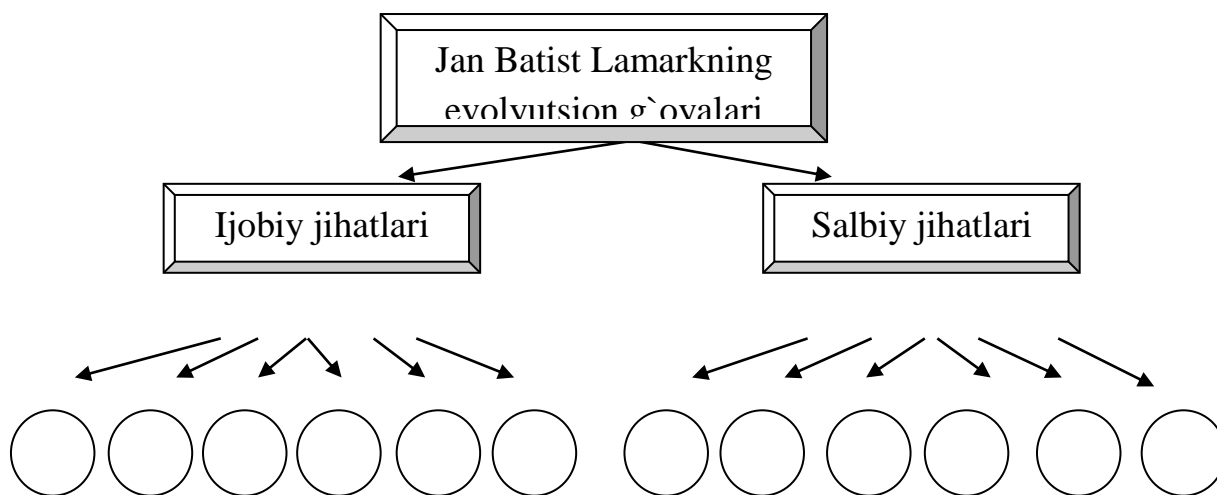 Jan Batist Lamarkning
evolyutsion g`oyalari
Ijobiy jihatlari
Salbiy jihatlari